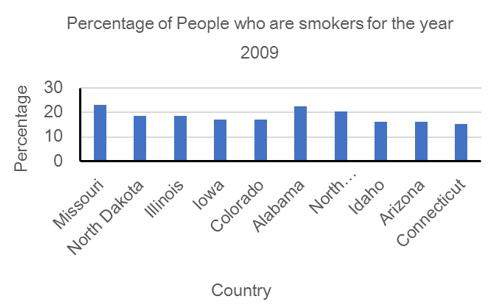 Percentage of People who are smokers for the year
2009
Percentage
30
20
10
0
Missouri
North Dakota
Illinois
Iowa
Colorado
Alabama
North...
Idaho
Arizona
Connecticut
Country